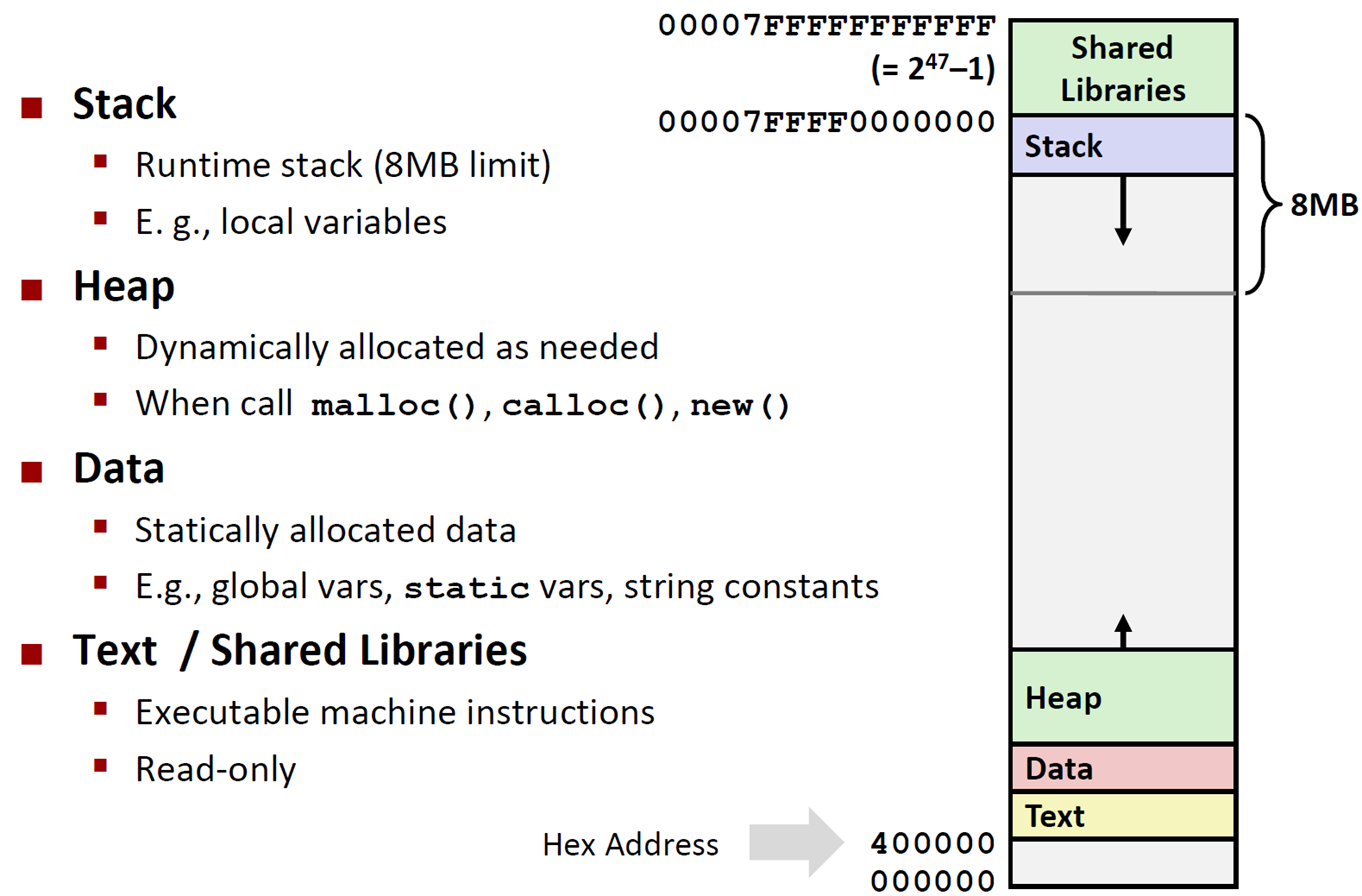 Stack
Runtime stack (8MB limit)
E. g., local variables
Heap
Dynamically allocated as needed
When call malloc(), calloc(), new()
Data
Statically allocated data
E.g., global vars, static vars, string constants
Text / Shared Libraries
Executable machine instructions
Read-only
Hex Address
00007FFFFFFFFFFF
(= 2⁴⁷–1)
00007FFFF0000000
400000
000000
Shared
Libraries
Stack
8MB
Heap
Data
Text